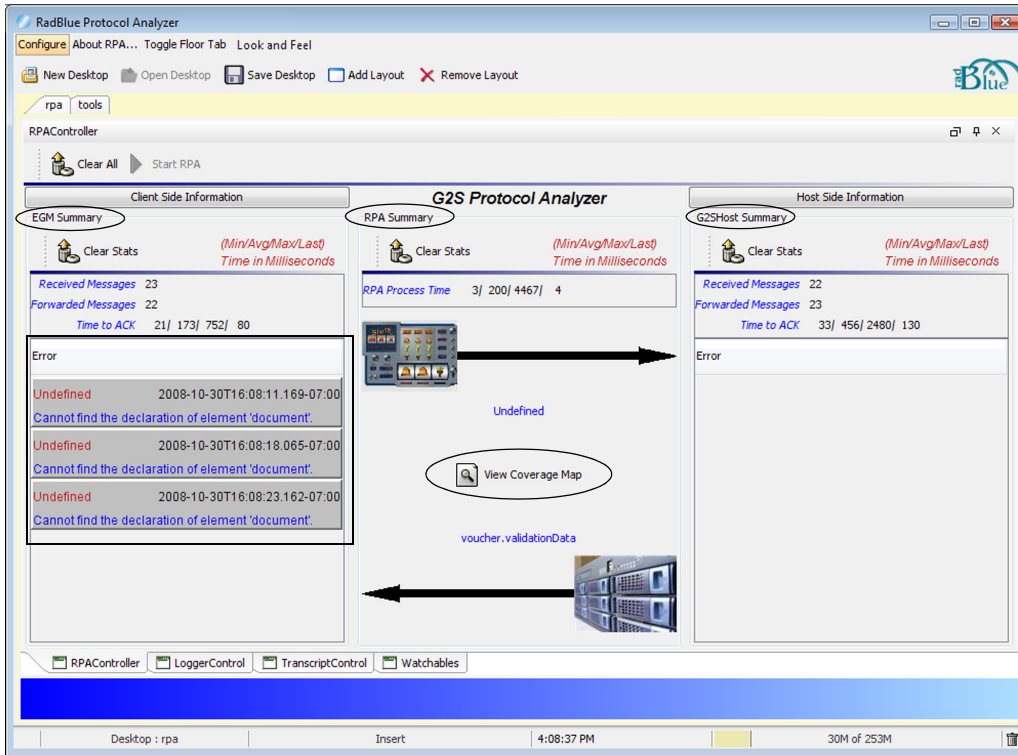 RadBlue Protocol Analyzer
Configure About RPA... Toggle Floor Tab Look and Feel
New Desktop Open Desktop Save Desktop Add Layout Remove Layout
rad Blue
rpa tools
RPAController
Clear All Start RPA
Client Side Information G2S Protocol Analyzer Host Side Information
EGM Summary RPA Summary G2SHost Summary
Clear Stats (Min/Avg/Max/Last) Clear Stats (Min/Avg/Max/Last) Clear Stats (Min/Avg/Max/Last)
Time in Milliseconds Time in Milliseconds Time in Milliseconds
Received Messages 23 RPA Process Time 3/ 200/ 4467/ 4 Received Messages 22
Forwarded Messages 22 Forwarded Messages 23
Time to ACK 21/ 173/ 752/ 80 Time to ACK 33/ 456/ 2480/ 130
Error Error
Undefined 2008-10-30T16:08:11.169-07:00
Cannot find the declaration of element 'document'.
Undefined
Undefined 2008-10-30T16:08:18.065-07:00
Cannot find the declaration of element 'document'.
View Coverage Map
Undefined 2008-10-30T16:08:23.162-07:00
Cannot find the declaration of element 'document'.
voucher.validationData
RPAController LoggerControl TranscriptControl Watchables
Desktop : rpa Insert 4:08:37 PM 30M of 253M